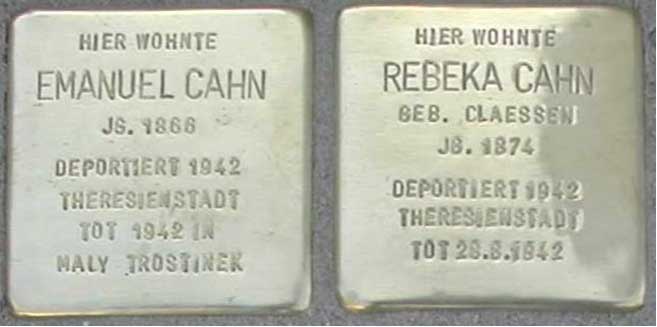 HIER WOHNTE
EMANUEL CAHN
JG. 1866
DEPORTIERT 1942
THERESIENSTADT
TOT 1942 IN
MALY TROSTINEK
HIER WOHNTE
REBEKA CAHN
GEB. CLAESSEN
JG. 1874
DEPORTIERT 1942
THERESIENSTADT
TOT 28.8.1942